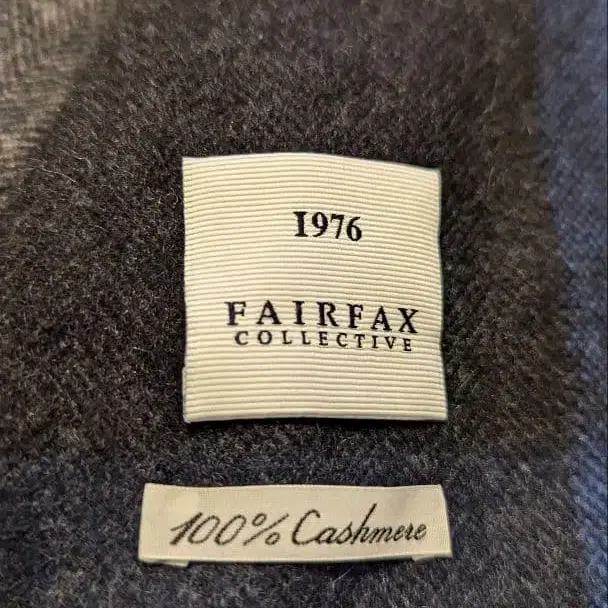 1976
FAIRFAX
COLLECTIVE
100% Cashmere